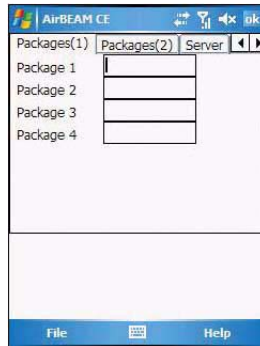 AirBEAM CE ok
Packages(1) Packages(2) Server
Package 1
Package 2
Package 3
Package 4
File Help